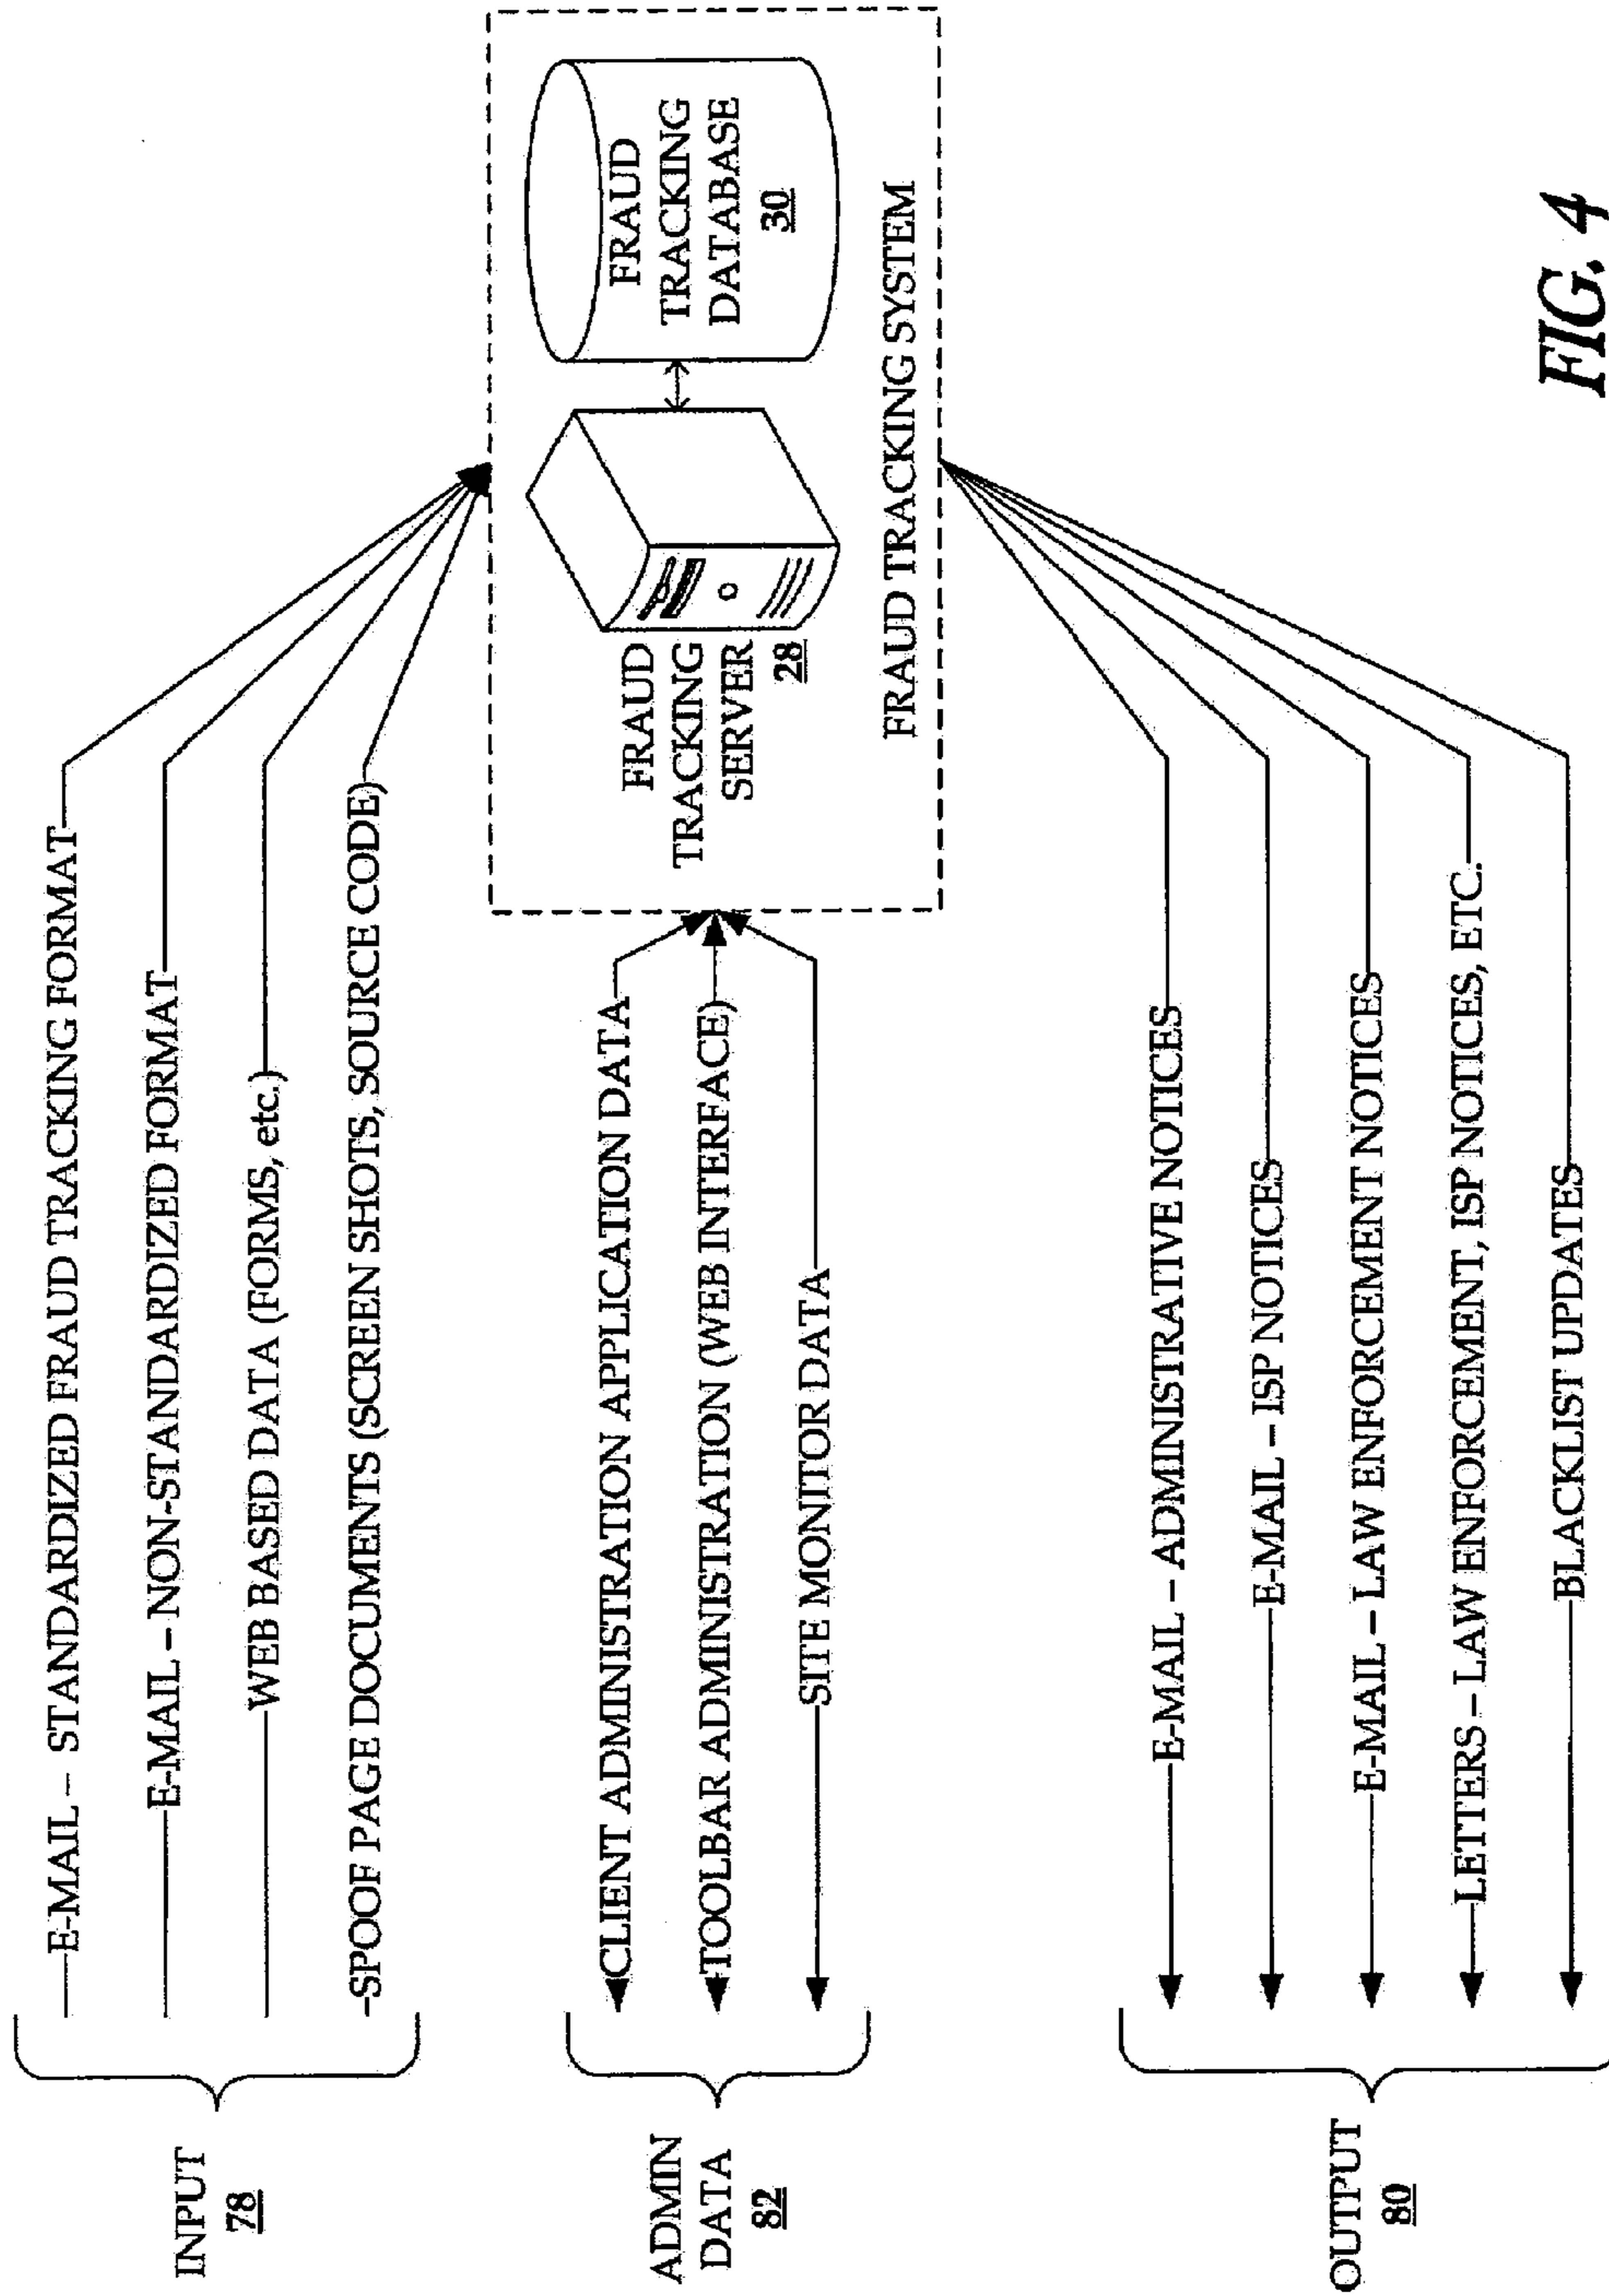 INPUT
78
E-MAIL – STANDARDIZED FRAUD TRACKING FORMAT
E-MAIL – NON-STANDARDIZED FORMAT
WEB BASED DATA (FORMS, etc.)
SPOOF PAGE DOCUMENTS (SCREEN SHOTS, SOURCE CODE)
ADMIN
DATA
82
CLIENT ADMINISTRATION APPLICATION DATA
TOOLBAR ADMINISTRATION (WEB INTERFACE)
SITE MONITOR DATA
FRAUD
TRACKING
SERVER
28
FRAUD
TRACKING
DATABASE
30
FRAUD TRACKING SYSTEM
OUTPUT
80
E-MAIL – ADMINISTRATIVE NOTICES
E-MAIL – ISP NOTICES
E-MAIL – LAW ENFORCEMENT NOTICES
LETTERS – LAW ENFORCEMENT, ISP NOTICES, ETC.
BLACKLIST UPDATES
FIG. 4